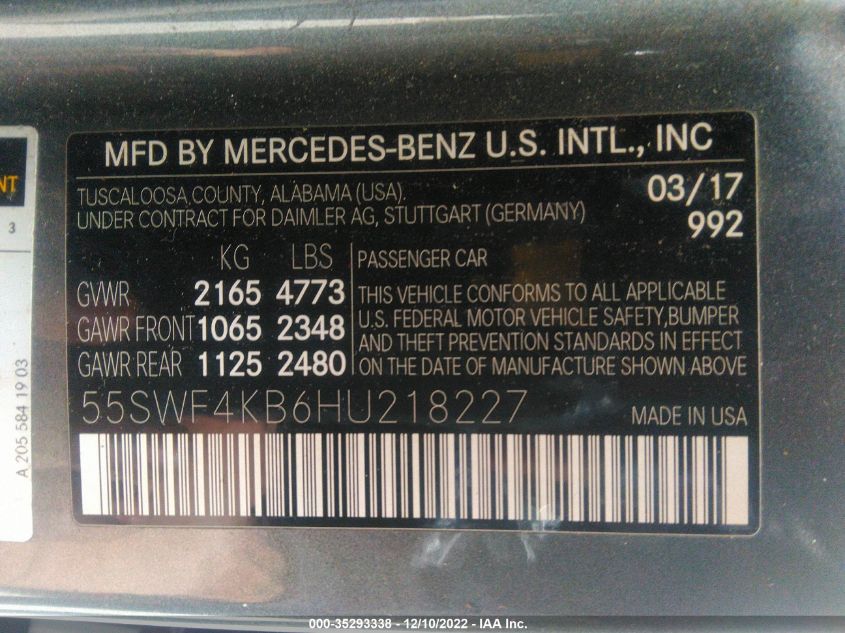 MFD BY MERCEDES-BENZ U.S. INTL., INC
TUSCALOOSA COUNTY, ALABAMA (USA).
UNDER CONTRACT FOR DAIMLER AG, STUTTGART (GERMANY)
03/17
992
KG LBS
GVWR 2165 4773
GAWR FRONT 1065 2348
GAWR REAR 1125 2480
PASSENGER CAR
THIS VEHICLE CONFORMS TO ALL APPLICABLE
U.S. FEDERAL MOTOR VEHICLE SAFETY,BUMPER
AND THEFT PREVENTION STANDARDS IN EFFECT
ON THE DATE OF MANUFACTURE SHOWN ABOVE
55SWF4KB6HU218227 MADE IN USA
NT
3
A 205 584 19 03
000-35293338 - 12/10/2022 - IAA Inc.